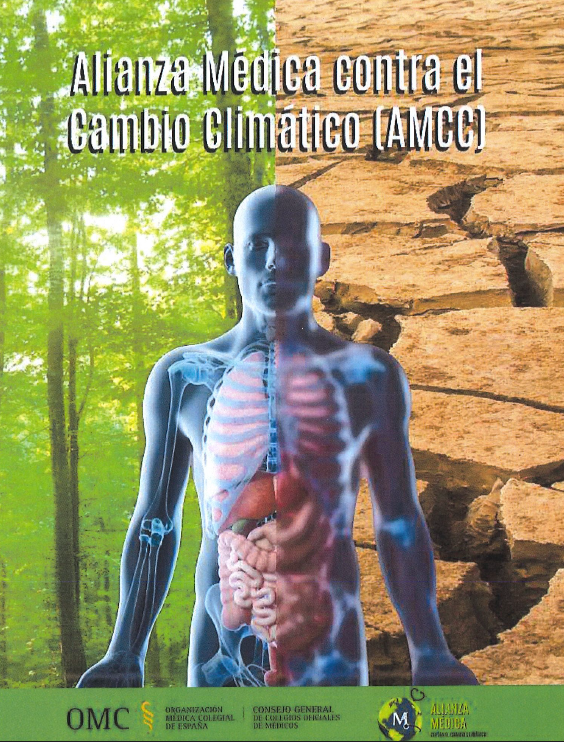 Alianza Médica contra el
Cambio Climático (AMCC)
OMC
ORGANIZACIÓN
MÉDICA COLEGIAL
DE ESPAÑA
CONSEJO GENERAL
DE COLEGIOS OFICIALES
DE MÉDICOS
M
ALIANZA
MÉDICA